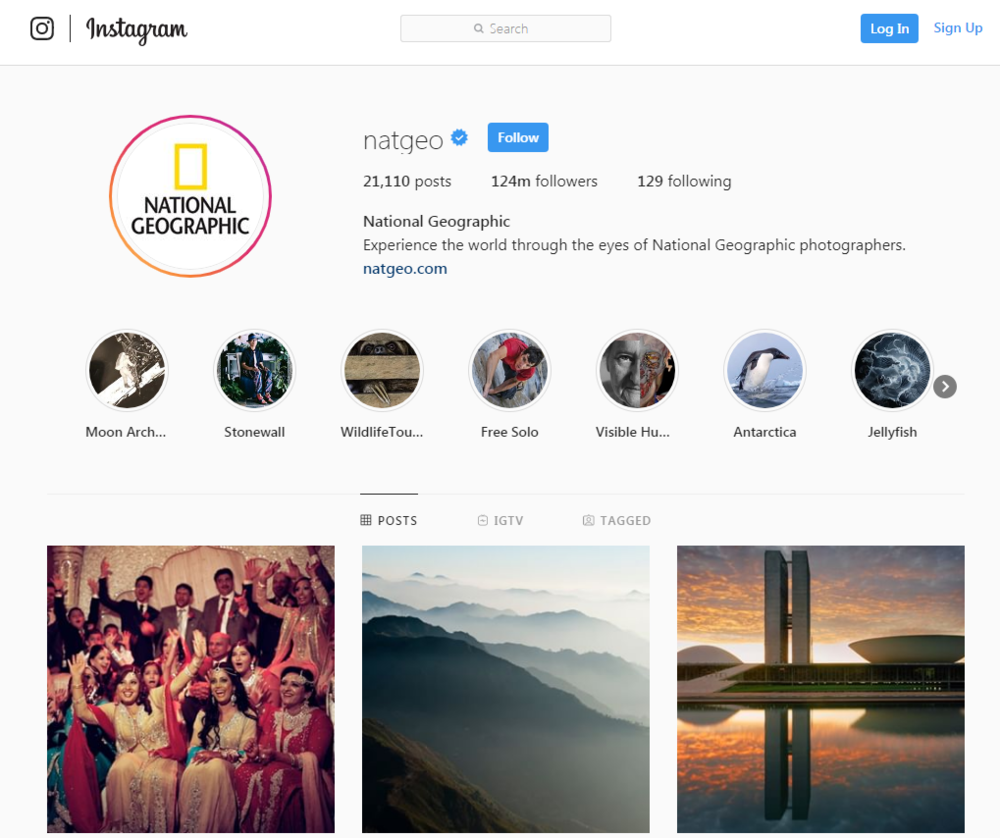 Instagram
Search
Log In
Sign Up
NATIONAL
GEOGRAPHIC
natgeo
Follow
21,110 posts
124m followers
129 following
National Geographic
Experience the world through the eyes of National Geographic photographers.
natgeo.com
Moon Arch...
Stonewall
WildlifeTou...
Free Solo
Visible Hu...
Antarctica
Jellyfish
POSTS
IGTV
TAGGED